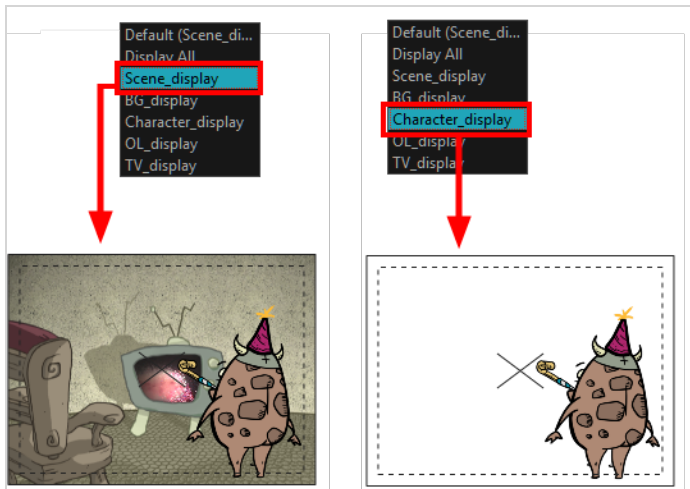 Default (Scene_di...
Display All
Scene_display
BG_display
Character_display
OL_display
TV_display
Default (Scene_di...
Display All
Scene_display
BG_display
Character_display
OL_display
TV_display